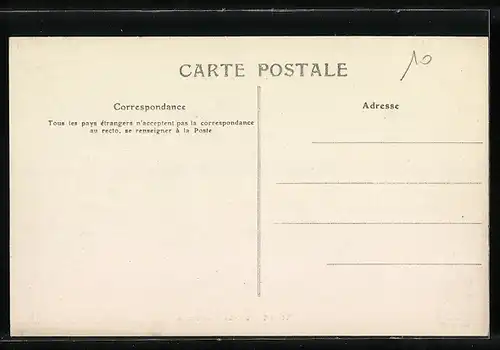 CARTE POSTALE
10
Correspondance
Tous les pays étrangers n'acceptent pas la correspondance
au recto, se renseigner à la Poste
Adresse